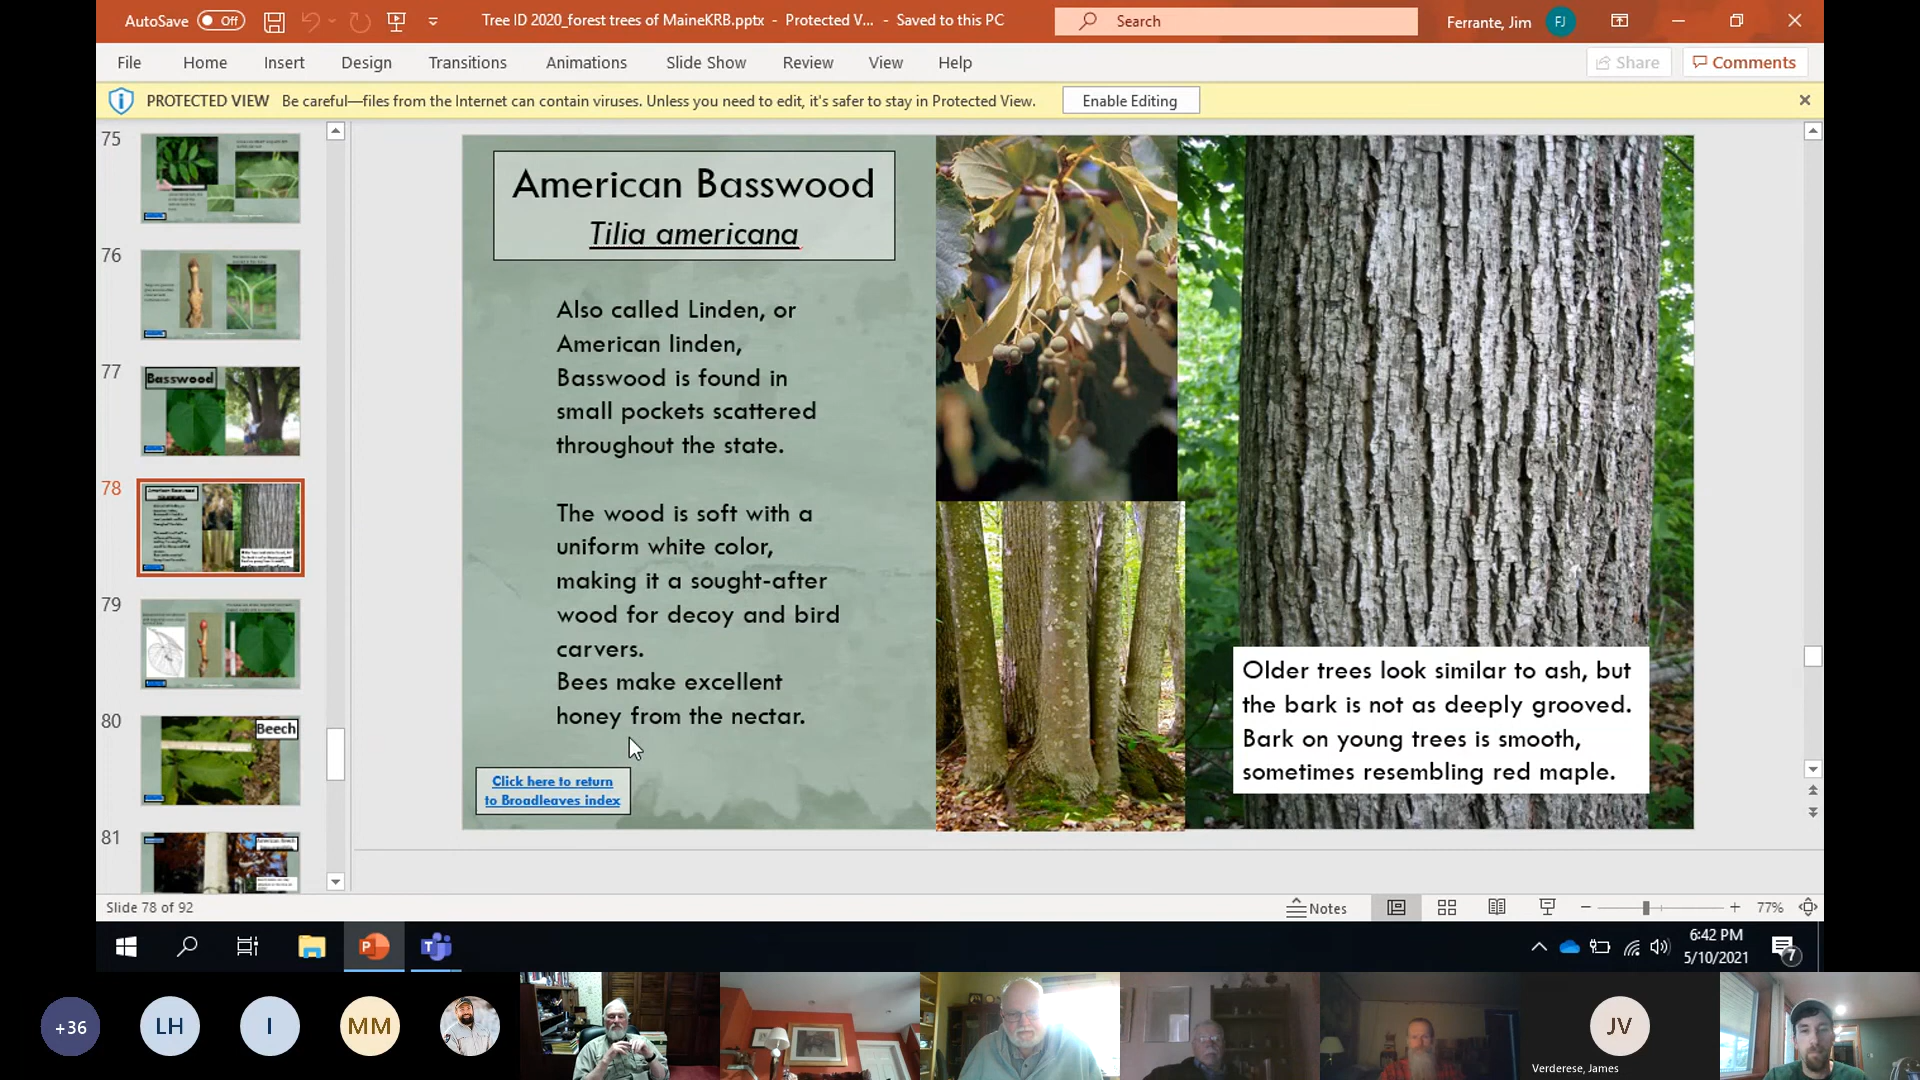 AutoSave Off
Tree ID 2020_forest trees of MaineKRB.pptx - Protected V... - Saved to this PC
Search
Ferrante, Jim
FJ
File Home Insert Design Transitions Animations Slide Show Review View Help
Share
Comments
PROTECTED VIEW Be careful—files from the Internet can contain viruses. Unless you need to edit, it's safer to stay in Protected View.
Enable Editing
75
76
77
Basswood
78
79
80
Beech
81
American Basswood
Tilia americana
Also called Linden, or
American linden,
Basswood is found in
small pockets scattered
throughout the state.
The wood is soft with a
uniform white color,
making it a sought-after
wood for decoy and bird
carvers.
Bees make excellent
honey from the nectar.
Click here to return
to Broadleaves index
Older trees look similar to ash, but
the bark is not as deeply grooved.
Bark on young trees is smooth,
sometimes resembling red maple.
Slide 78 of 92
Notes
77%
6:42 PM
5/10/2021
7
+36
LH
I
MM
JV
Verderese, James